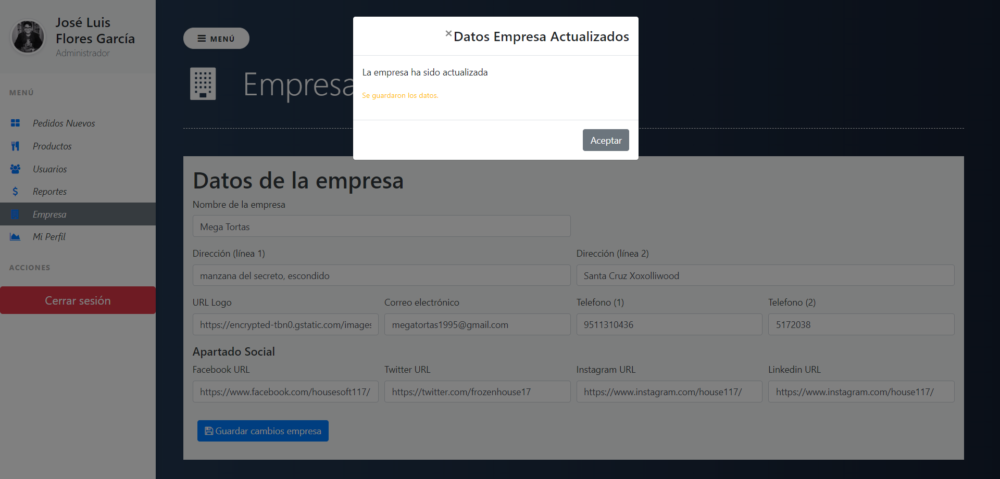 José Luis
Flores García
Administrador
MENÚ
Pedidos Nuevos
Productos
Usuarios
Reportes
Empresa
Mi Perfil
ACCIONES
Cerrar sesión
MENÚ
Empresa
×
Datos Empresa Actualizados
La empresa ha sido actualizada
Se guardaron los datos.
Aceptar
Datos de la empresa
Nombre de la empresa
Mega Tortas
Dirección (línea 1)
Dirección (línea 2)
manzana del secreto, escondido
Santa Cruz Xoxolliwood
URL Logo
Correo electrónico
Telefono (1)
Telefono (2)
https://encrypted-tbn0.gstatic.com/images
megatortas1995@gmail.com
9511310436
5172038
Apartado Social
Facebook URL
Twitter URL
Instagram URL
Linkedin URL
https://www.facebook.com/housesoft117/
https://twitter.com/frozenhouse17
https://www.instagram.com/house117/
https://www.instagram.com/house117/
Guardar cambios empresa